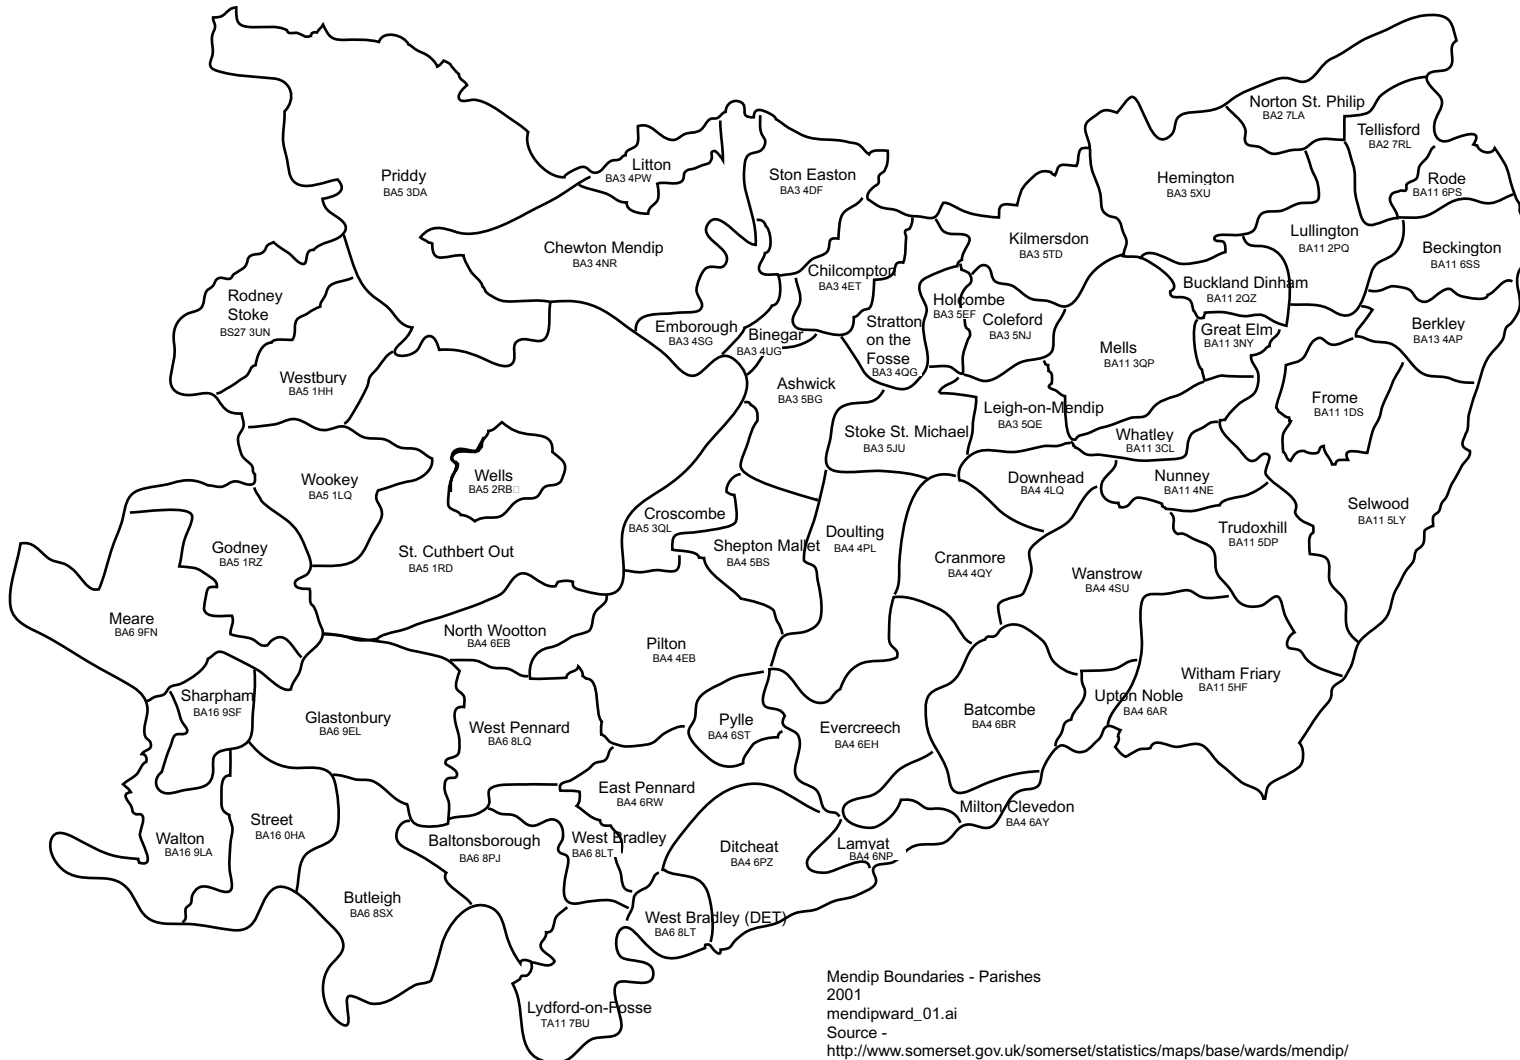 Norton St. Philip
BA2 7LA
Tellisford
BA2 7RL
Litton
BA3 4PW
Priddy
BA5 3DA
Ston Easton
BA3 4DF
Hemington
BA3 5XU
Rode
BA11 6PS
Chewton Mendip
BA3 4NR
Kilmersdon
BA3 5TD
Lullington
BA11 2PQ
Beckington
BA11 6SS
Chilcompton
BA3 4ET
Buckland Dinham
BA11 2QZ
Rodney
Stoke
BS27 3UN
Holcombe
BA3 5EF
Coleford
BA3 5NJ
Emborough
BA3 4SG
Binegar
BA3 4UG
Stratton
on the
Fosse
BA3 4QG
Great Elm
BA11 3NY
Berkley
BA13 4AP
Mells
BA11 3QP
Westbury
BA5 1HH
Ashwick
BA3 5BG
Frome
BA11 1DS
Leigh-on-Mendip
BA3 5QE
Stoke St. Michael
BA3 5JU
Whatley
BA11 3CL
Wookey
BA5 1LQ
Wells
BA5 2RB
Downhead
BA4 4LQ
Nunney
BA11 4NE
Selwood
BA11 5LY
Croscombe
BA5 3QL
Trudoxhill
BA11 5DP
Godney
BA5 1RZ
St. Cuthbert Out
BA5 1RD
Shepton Mallet
BA4 5BS
Doulting
BA4 4PL
Cranmore
BA4 4QY
Wanstrow
BA4 4SU
Meare
BA6 9FN
North Wootton
BA4 6EB
Pilton
BA4 4EB
Witham Friary
BA11 5HF
Sharpham
BA16 9SF
Upton Noble
BA4 6AR
Glastonbury
BA6 9EL
West Pennard
BA6 8LQ
Pylle
BA4 6ST
Evercreech
BA4 6EH
Batcombe
BA4 6BR
East Pennard
BA4 6RW
Milton Clevedon
BA4 6AY
Walton
BA16 9LA
Street
BA16 0HA
Baltonsborough
BA6 8PJ
West Bradley
BA6 8LT
Ditcheat
BA4 6PZ
Lamyat
BA4 6NP
Butleigh
BA6 8SX
West Bradley (DET)
BA6 8LT
Lydford-on-Fosse
TA11 7BU
Mendip Boundaries - Parishes
2001
mendipward_01.ai
Source -
http://www.somerset.gov.uk/somerset/statistics/maps/base/wards/mendip/